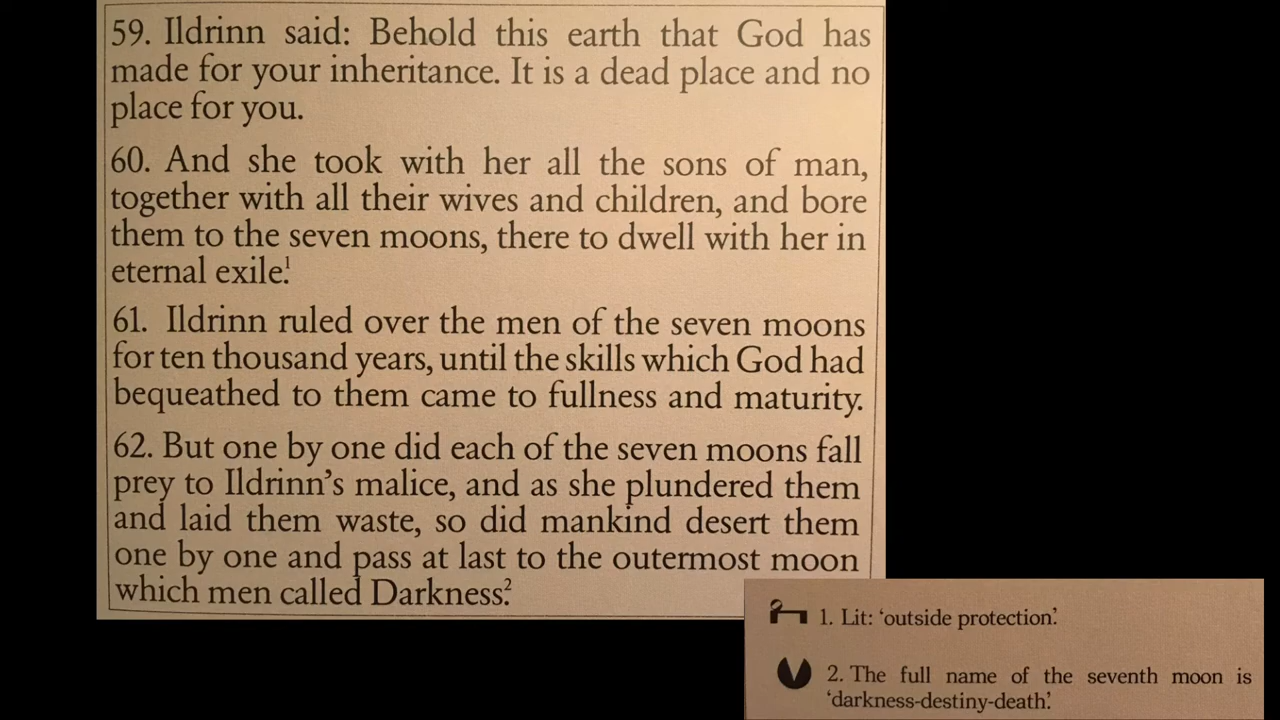 59. Ildrinn said: Behold this earth that God has
made for your inheritance. It is a dead place and no
place for you.
60. And she took with her all the sons of man,
together with all their wives and children, and bore
them to the seven moons, there to dwell with her in
eternal exile.¹
61. Ildrinn ruled over the men of the seven moons
for ten thousand years, until the skills which God had
bequeathed to them came to fullness and maturity.
62. But one by one did each of the seven moons fall
prey to Ildrinn’s malice, and as she plundered them
and laid them waste, so did mankind desert them
one by one and pass at last to the outermost moon
which men called Darkness.²
1. Lit: ‘outside protection’.
2. The full name of the seventh moon is
‘darkness-destiny-death’.